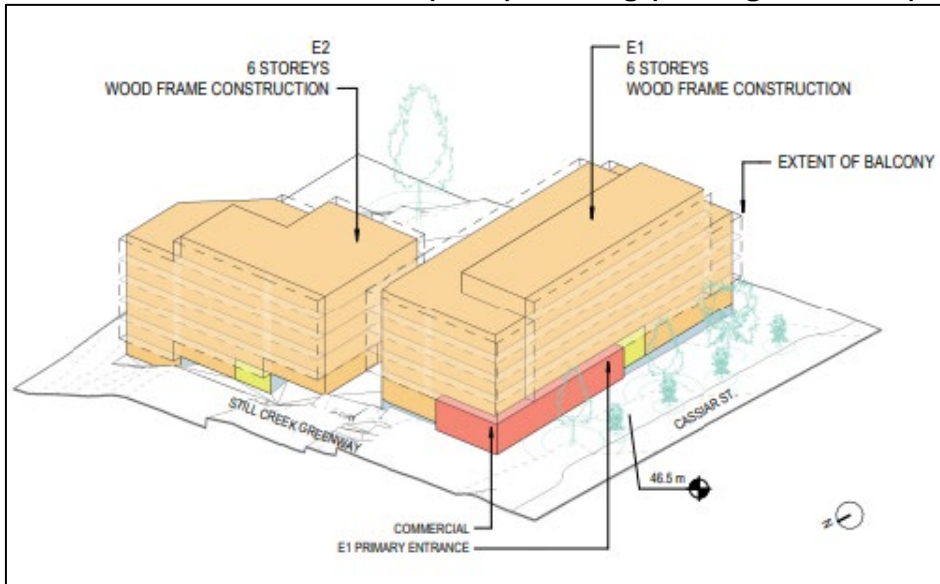 E2
6 STOREYS
WOOD FRAME CONSTRUCTION
E1
6 STOREYS
WOOD FRAME CONSTRUCTION
EXTENT OF BALCONY
STILL CREEK GREENWAY
CASSIAR ST.
46.5 m
COMMERCIAL
E1 PRIMARY ENTRANCE
N